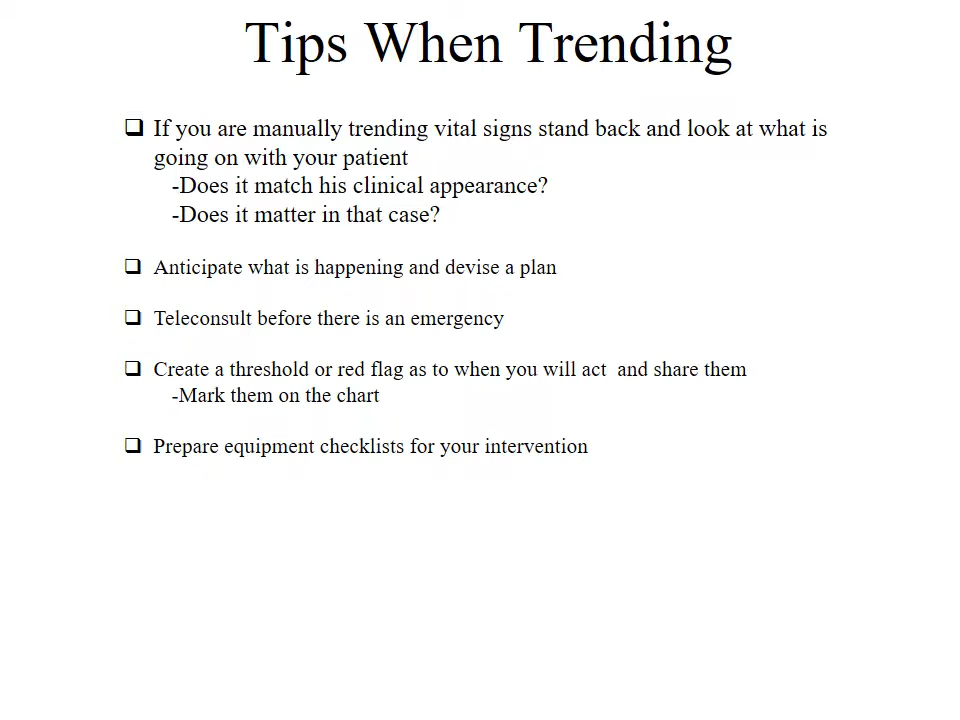 Tips When Trending
❑ If you are manually trending vital signs stand back and look at what is
going on with your patient
-Does it match his clinical appearance?
-Does it matter in that case?
❑ Anticipate what is happening and devise a plan
❑ Teleconsult before there is an emergency
❑ Create a threshold or red flag as to when you will act  and share them
-Mark them on the chart
❑ Prepare equipment checklists for your intervention